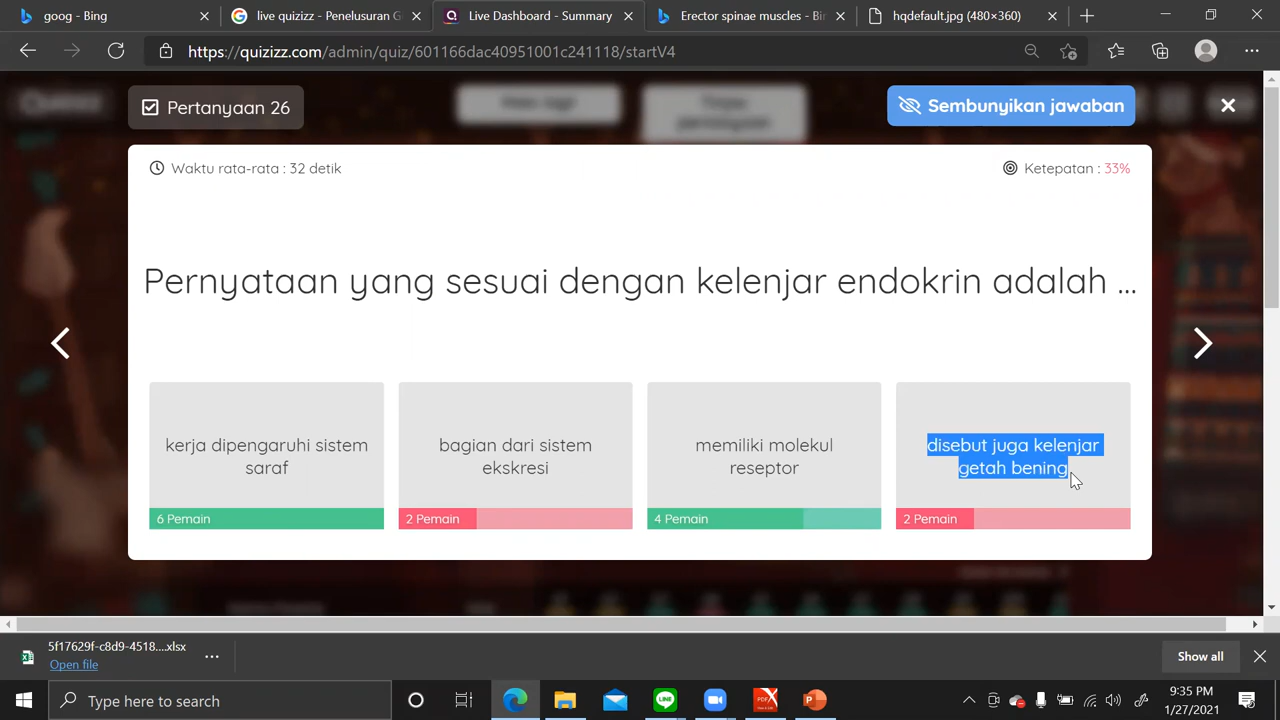 goog - Bing
live quizizz - Penelusuran G
Live Dashboard - Summary
Erector spinae muscles - Bi
hqdefault.jpg (480×360)
https://quizizz.com/admin/quiz/601166dac40951001c241118/startV4
Pertanyaan 26
Sembunyikan jawaban
Waktu rata-rata : 32 detik
Ketepatan : 33%
Pernyataan yang sesuai dengan kelenjar endokrin adalah ...
kerja dipengaruhi sistem
saraf
bagian dari sistem
ekskresi
memiliki molekul
reseptor
disebut juga kelenjar
getah bening
6 Pemain
2 Pemain
4 Pemain
2 Pemain
5f17629f-c8d9-4518....xlsx
Open file
Show all
Type here to search
9:35 PM
1/27/2021